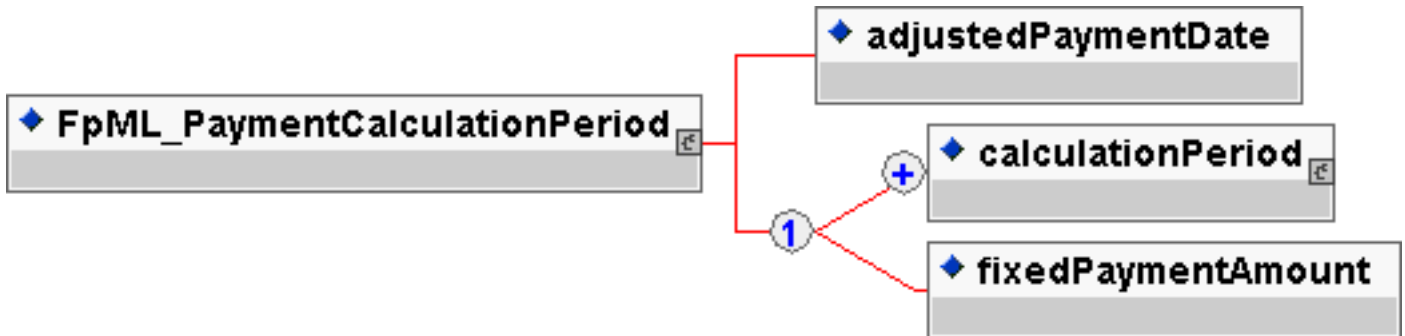 adjustedPaymentDate
FpML_PaymentCalculationPeriod
calculationPeriod
+
1
fixedPaymentAmount